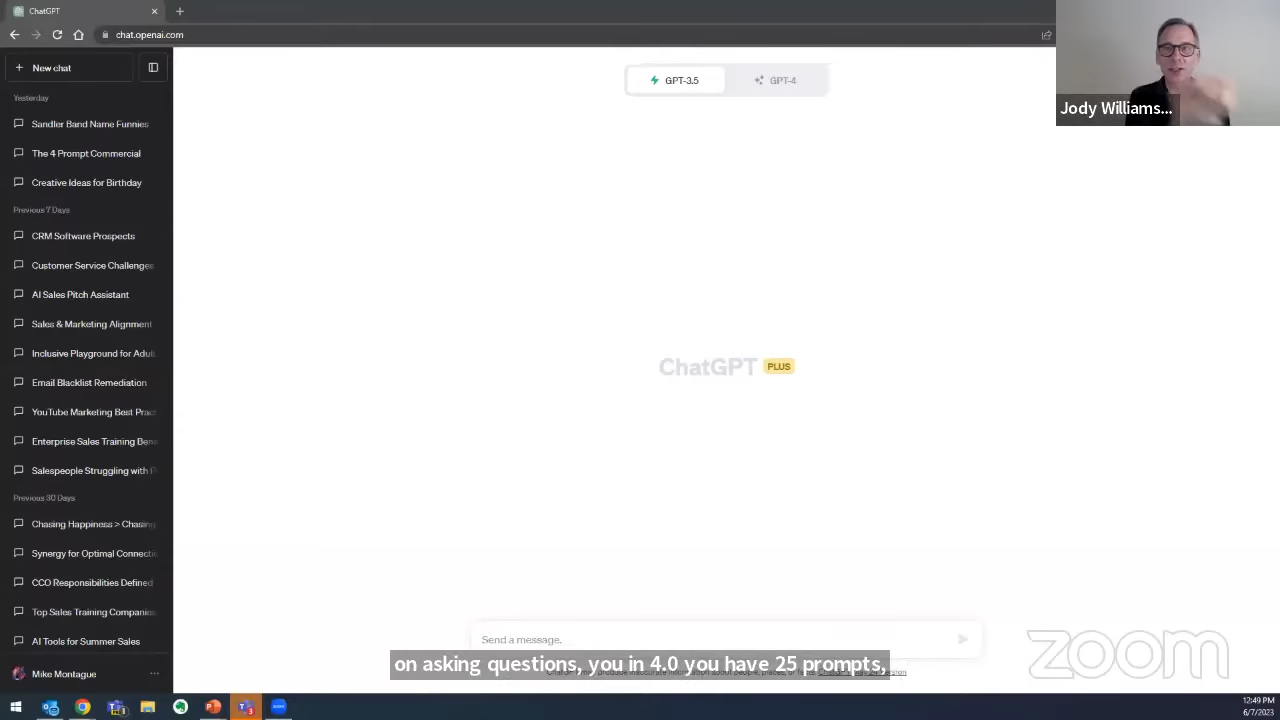 ChatGPT
chat.openai.com
New chat
Yesterday
Sandler Band Name Funnies
The 4 Prompt Commercial
Creative Ideas for Birthday
Previous 7 Days
CRM Software Prospects
Customer Service Challenges
AI Sales Pitch Assistant
Sales & Marketing Alignment
Inclusive Playground for Adul
Email Blacklist Remediation
YouTube Marketing Best Prac
Enterprise Sales Training Ben
Salespeople Struggling with
Previous 30 Days
Chasing Happiness > Chasing
Synergy for Optimal Connectio
CCO Responsibilities Defined
Top Sales Training Companies
AI Tools for Summer Sales
Mike Montague
GPT-3.5 GPT-4
ChatGPT PLUS
Send a message.
on asking questions, you in 4.0 you have 25 prompts,
Jody Williams...
zoom
12:49 PM
6/7/2023